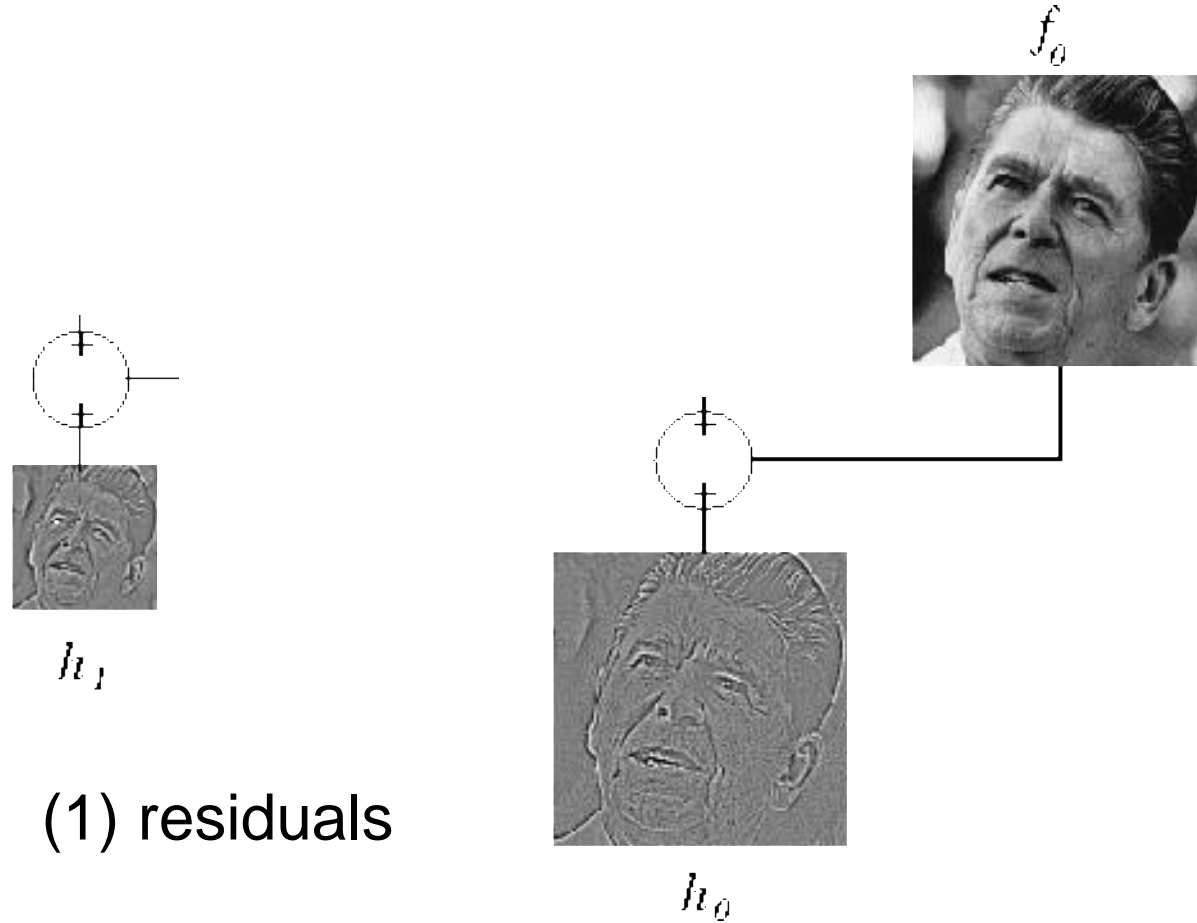 f₀
h₁
(1) residuals
h₀